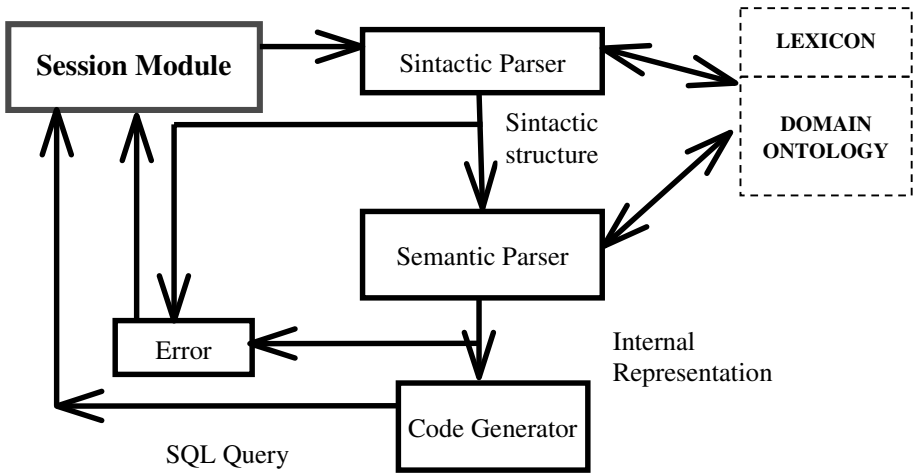 Session Module
Sintactic Parser
LEXICON
DOMAIN
ONTOLOGY
Sintactic
structure
Semantic Parser
Error
Internal
Representation
Code Generator
SQL Query